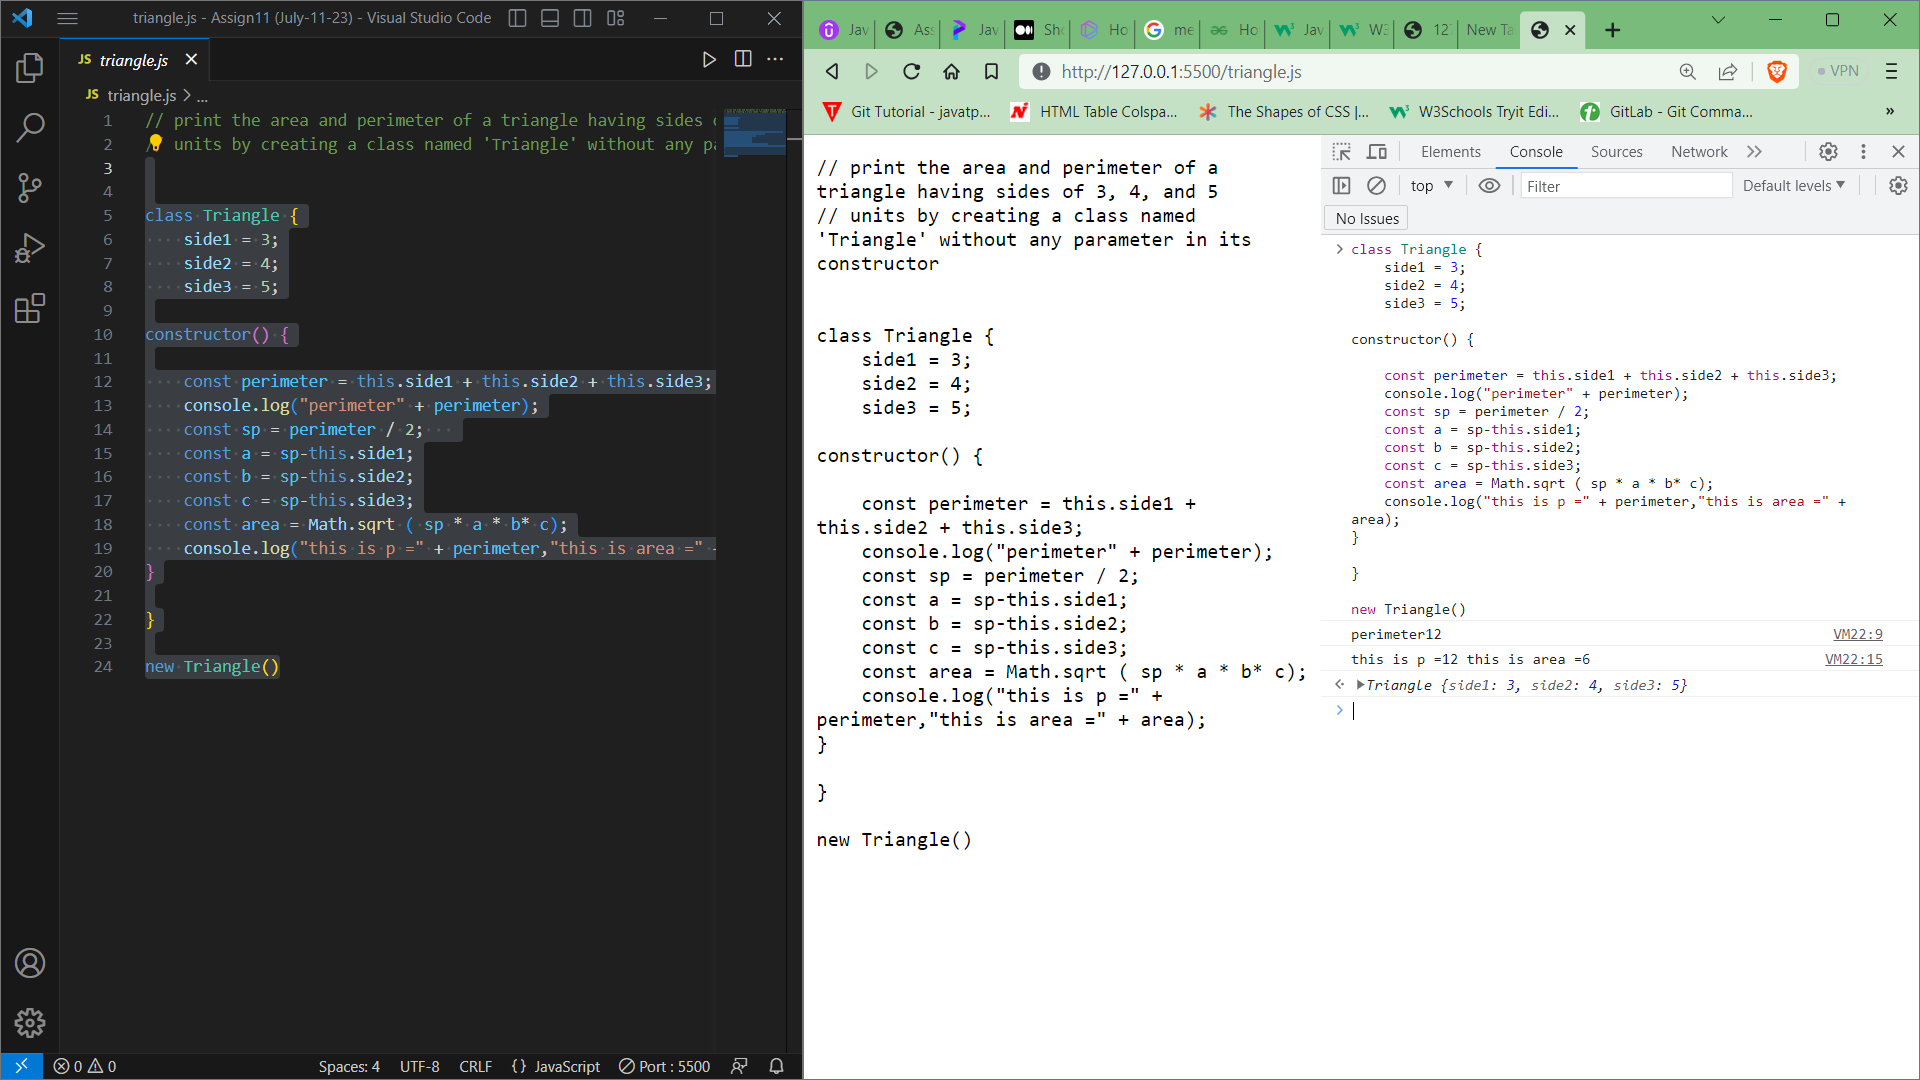 triangle.js - Assign11 (July-11-23) - Visual Studio Code
JS triangle.js
JS triangle.js > ...
1 // print the area and perimeter of a triangle having sides
2 units by creating a class named 'Triangle' without any
3
4
5 class Triangle {
6 side1 = 3;
7 side2 = 4;
8 side3 = 5;
9
10 constructor() {
11
12 const perimeter = this.side1 + this.side2 + this.side3;
13 console.log("perimeter" + perimeter);
14 const sp = perimeter / 2;
15 const a = sp-this.side1;
16 const b = sp-this.side2;
17 const c = sp-this.side3;
18 const area = Math.sqrt ( sp * a * b* c);
19 console.log("this is p =" + perimeter,"this is area ="
20 }
21
22 }
23
24 new Triangle()
0 0
Spaces: 4 UTF-8 CRLF {} JavaScript Port : 5500
Jav Ass Jav Sh Ho me Ho Jav W3 12 New Ta
http://127.0.0.1:5500/triangle.js
VPN
Git Tutorial - javatp... HTML Table Colspa... The Shapes of CSS |... W3Schools Tryit Edi... GitLab - Git Comma... »
// print the area and perimeter of a
triangle having sides of 3, 4, and 5
// units by creating a class named
'Triangle' without any parameter in its
constructor
class Triangle {
side1 = 3;
side2 = 4;
side3 = 5;
constructor() {
const perimeter = this.side1 +
this.side2 + this.side3;
console.log("perimeter" + perimeter);
const sp = perimeter / 2;
const a = sp-this.side1;
const b = sp-this.side2;
const c = sp-this.side3;
const area = Math.sqrt ( sp * a * b* c);
console.log("this is p =" +
perimeter,"this is area =" + area);
}
}
new Triangle()
Elements Console Sources Network
top Filter Default levels
No Issues
> class Triangle {
side1 = 3;
side2 = 4;
side3 = 5;
constructor() {
const perimeter = this.side1 + this.side2 + this.side3;
console.log("perimeter" + perimeter);
const sp = perimeter / 2;
const a = sp-this.side1;
const b = sp-this.side2;
const c = sp-this.side3;
const area = Math.sqrt ( sp * a * b* c);
console.log("this is p =" + perimeter,"this is area =" +
area);
}
}
new Triangle()
perimeter12 VM22:9
this is p =12 this is area =6 VM22:15
Triangle {side1: 3, side2: 4, side3: 5}
>